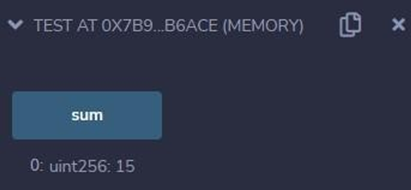 TEST AT 0X7B9...B6ACE (MEMORY)
sum
0: uint256: 15